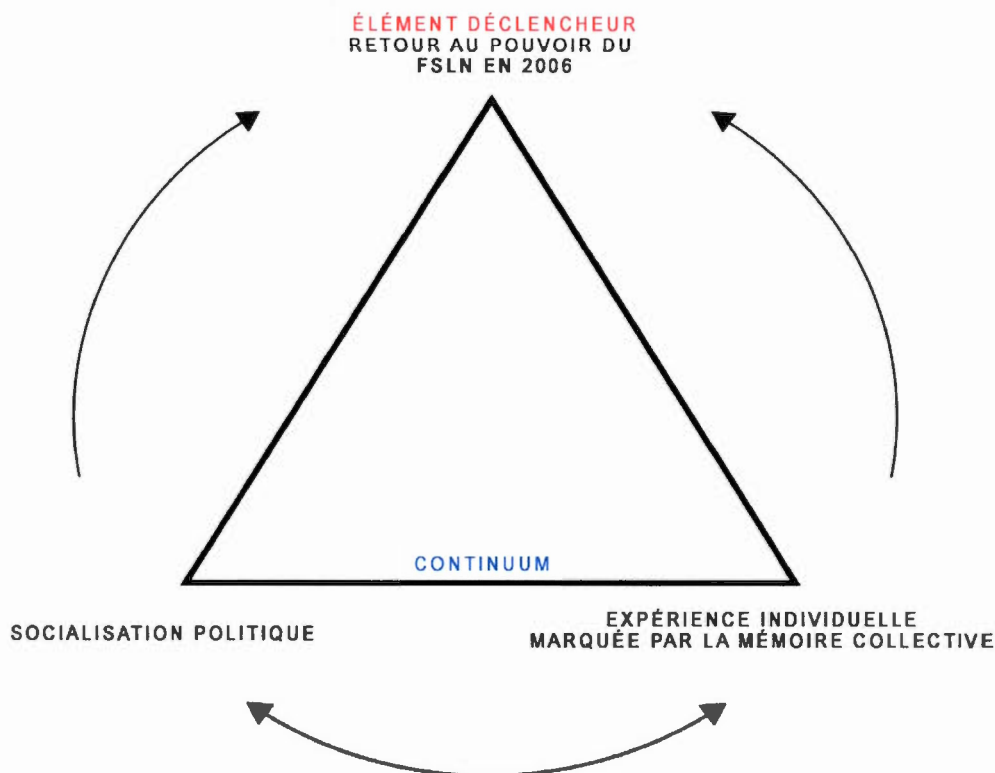 ÉLÉMENT DÉCLENCHEUR
RETOUR AU POUVOIR DU
FSLN EN 2006
CONTINUUM
SOCIALISATION POLITIQUE
EXPÉRIENCE INDIVIDUELLE
MARQUÉE PAR LA MÉMOIRE COLLECTIVE